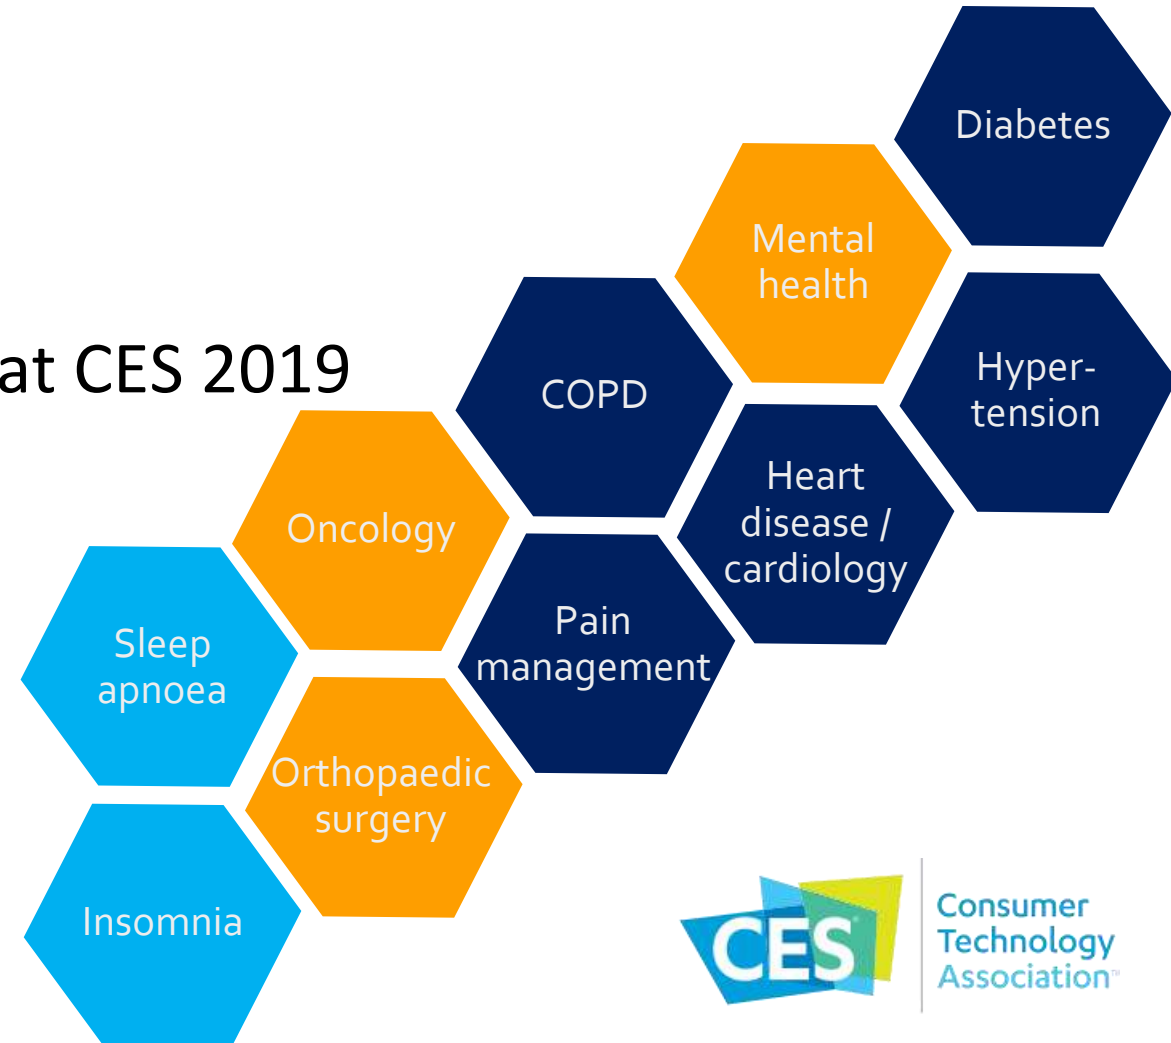 Diabetes
Mental
health
at CES 2019
COPD
Hyper-
tension
Heart
disease /
cardiology
Oncology
Pain
management
Sleep
apnoea
Orthopaedic
surgery
Insomnia
CES
Consumer
Technology
Association™